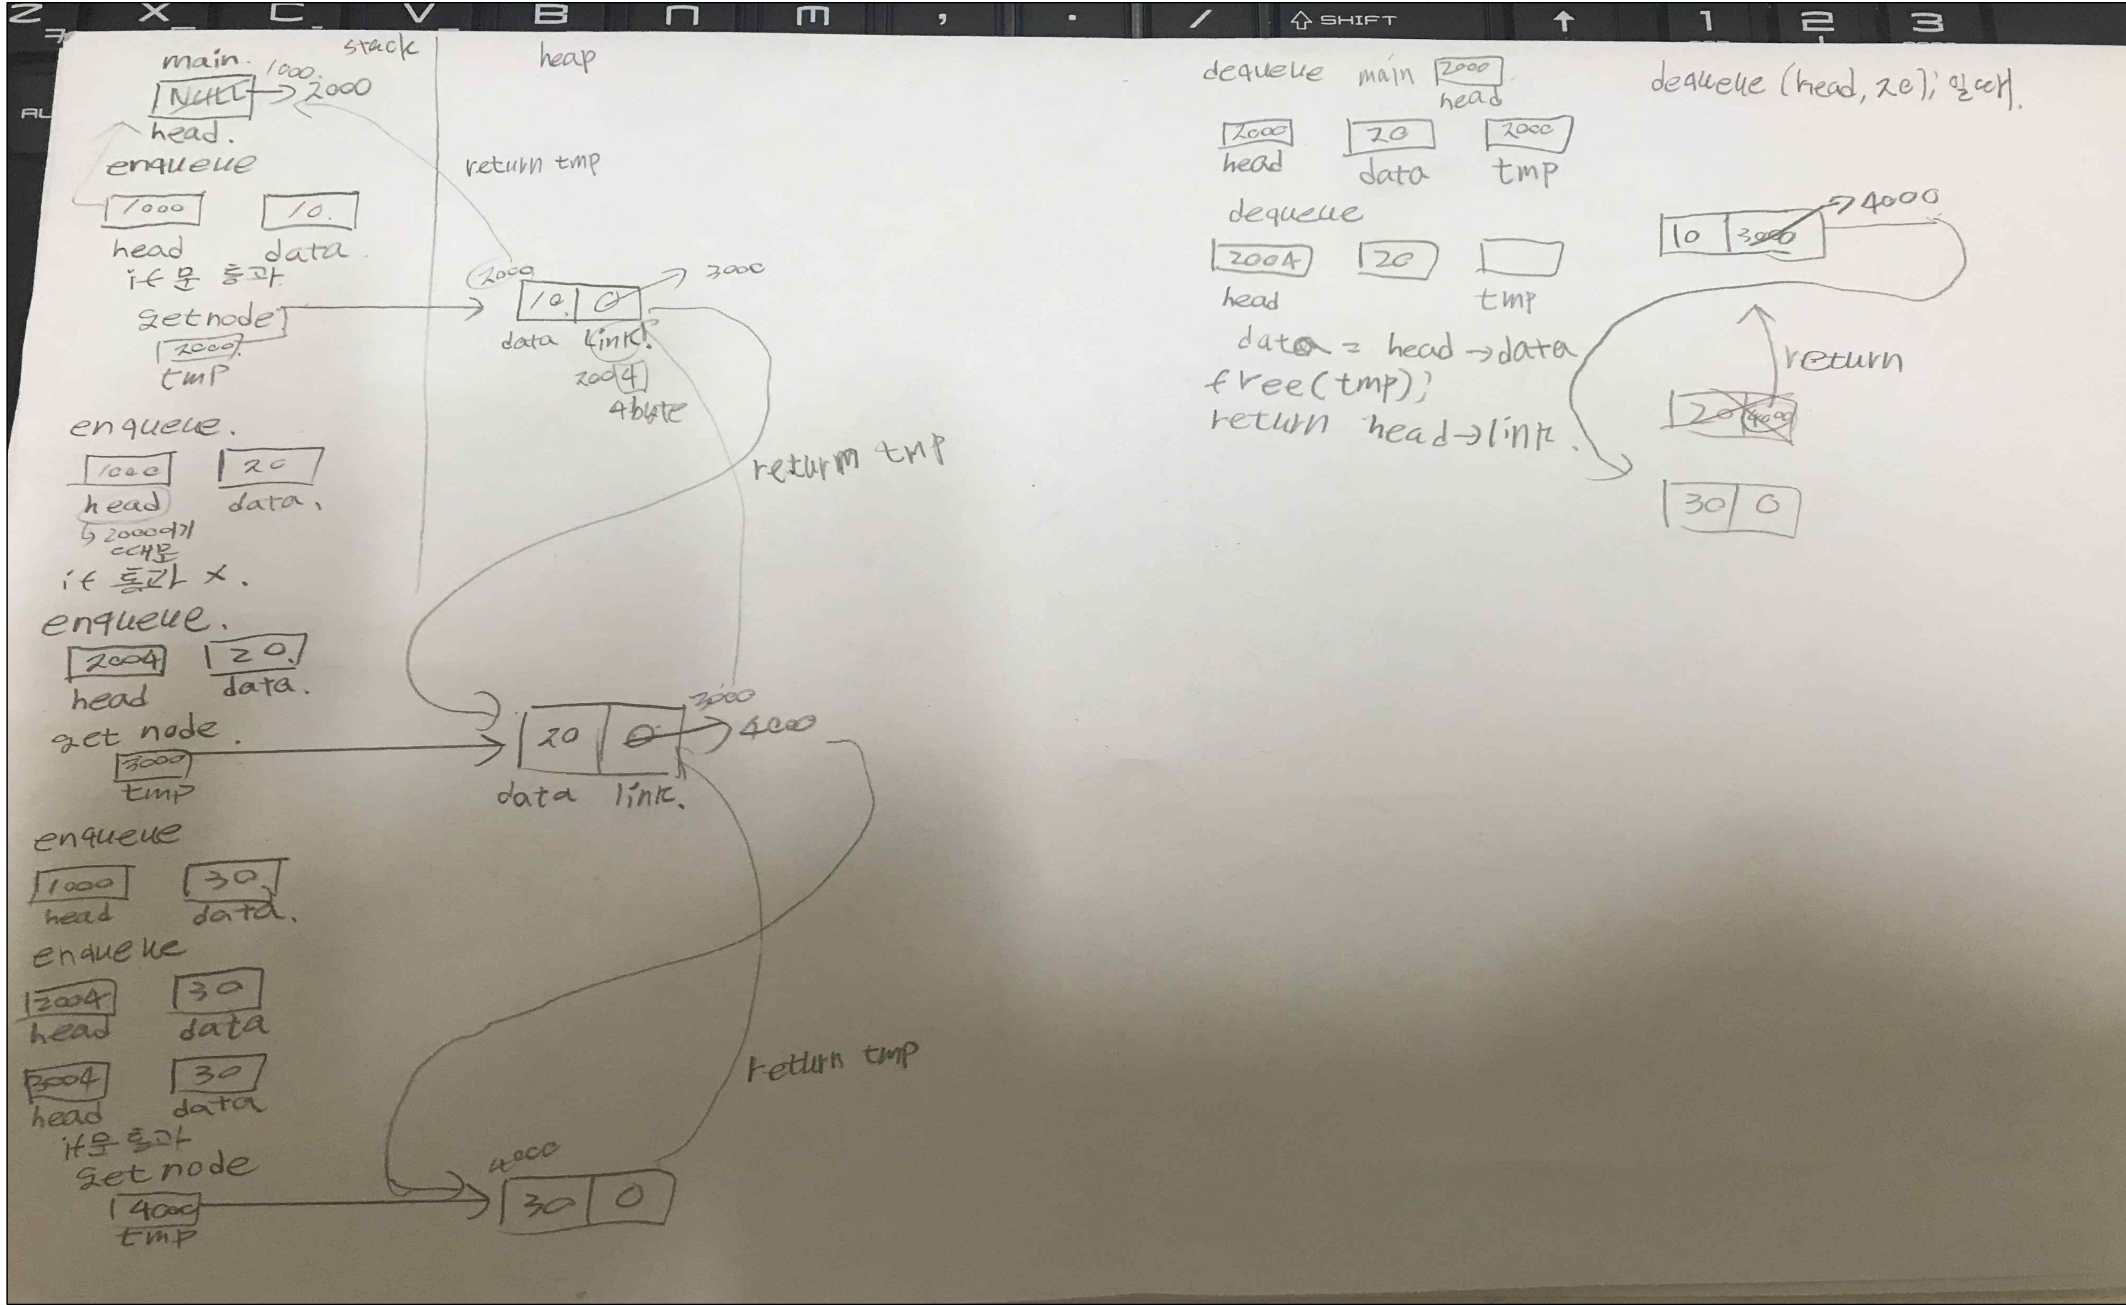 Z X C V B N M , . / ⇧ SHIFT ↑ 1 2 3
stack
heap
main.
1000
NULL → 2000
head.
enqueue
return tmp
1000 10.
head data
if문 통과
2000
10. 0 → 3000
data link
2004
4byte
getnode
2000
tmp
enqueue.
1000 20
head data.
↳ 2000이기
때문
if 통과 x.
return tmp
enqueue.
2004 20.
head data.
get node.
3000
tmp
3000
20 0 → 4000
data link.
enqueue
1000 30
head data.
enqueue
2004 30
head data
3004 30
head data
if문 통과
getnode
4000
tmp
return tmp
4000
30 0
dequeue main 2000
head
2000 20 2000
head data tmp
dequeue
2004 20
head tmp
data = head→data
free(tmp);
return head→link.
dequeue (head, 20); 일때.
10 3000 → 4000
return
20 4000
30 0